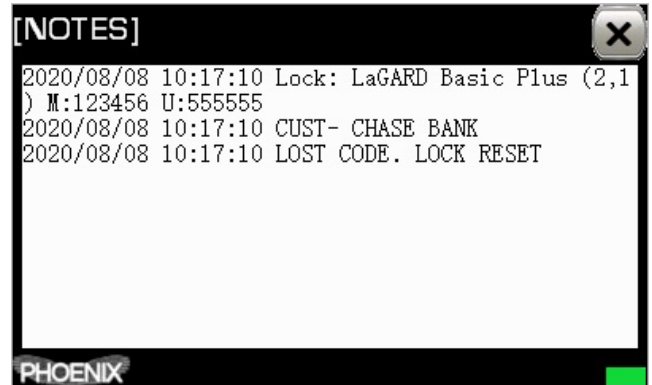 [NOTES]
2020/08/08 10:17:10 Lock: LaGARD Basic Plus (2,1
) M:123456 U:555555
2020/08/08 10:17:10 CUST- CHASE BANK
2020/08/08 10:17:10 LOST CODE. LOCK RESET
PHOENIX